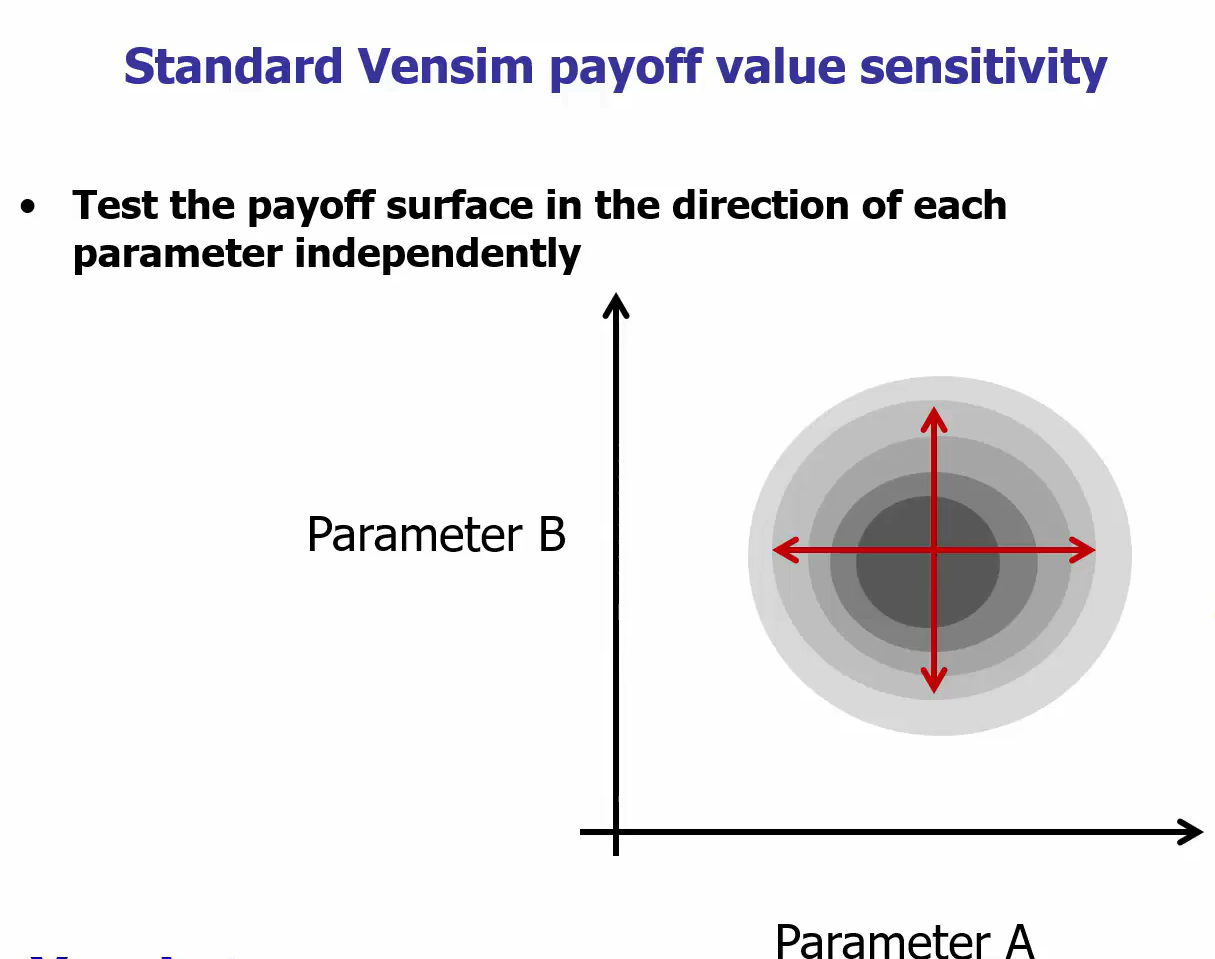 Standard Vensim payoff value sensitivity
• Test the payoff surface in the direction of each
parameter independently
Parameter B
Parameter A